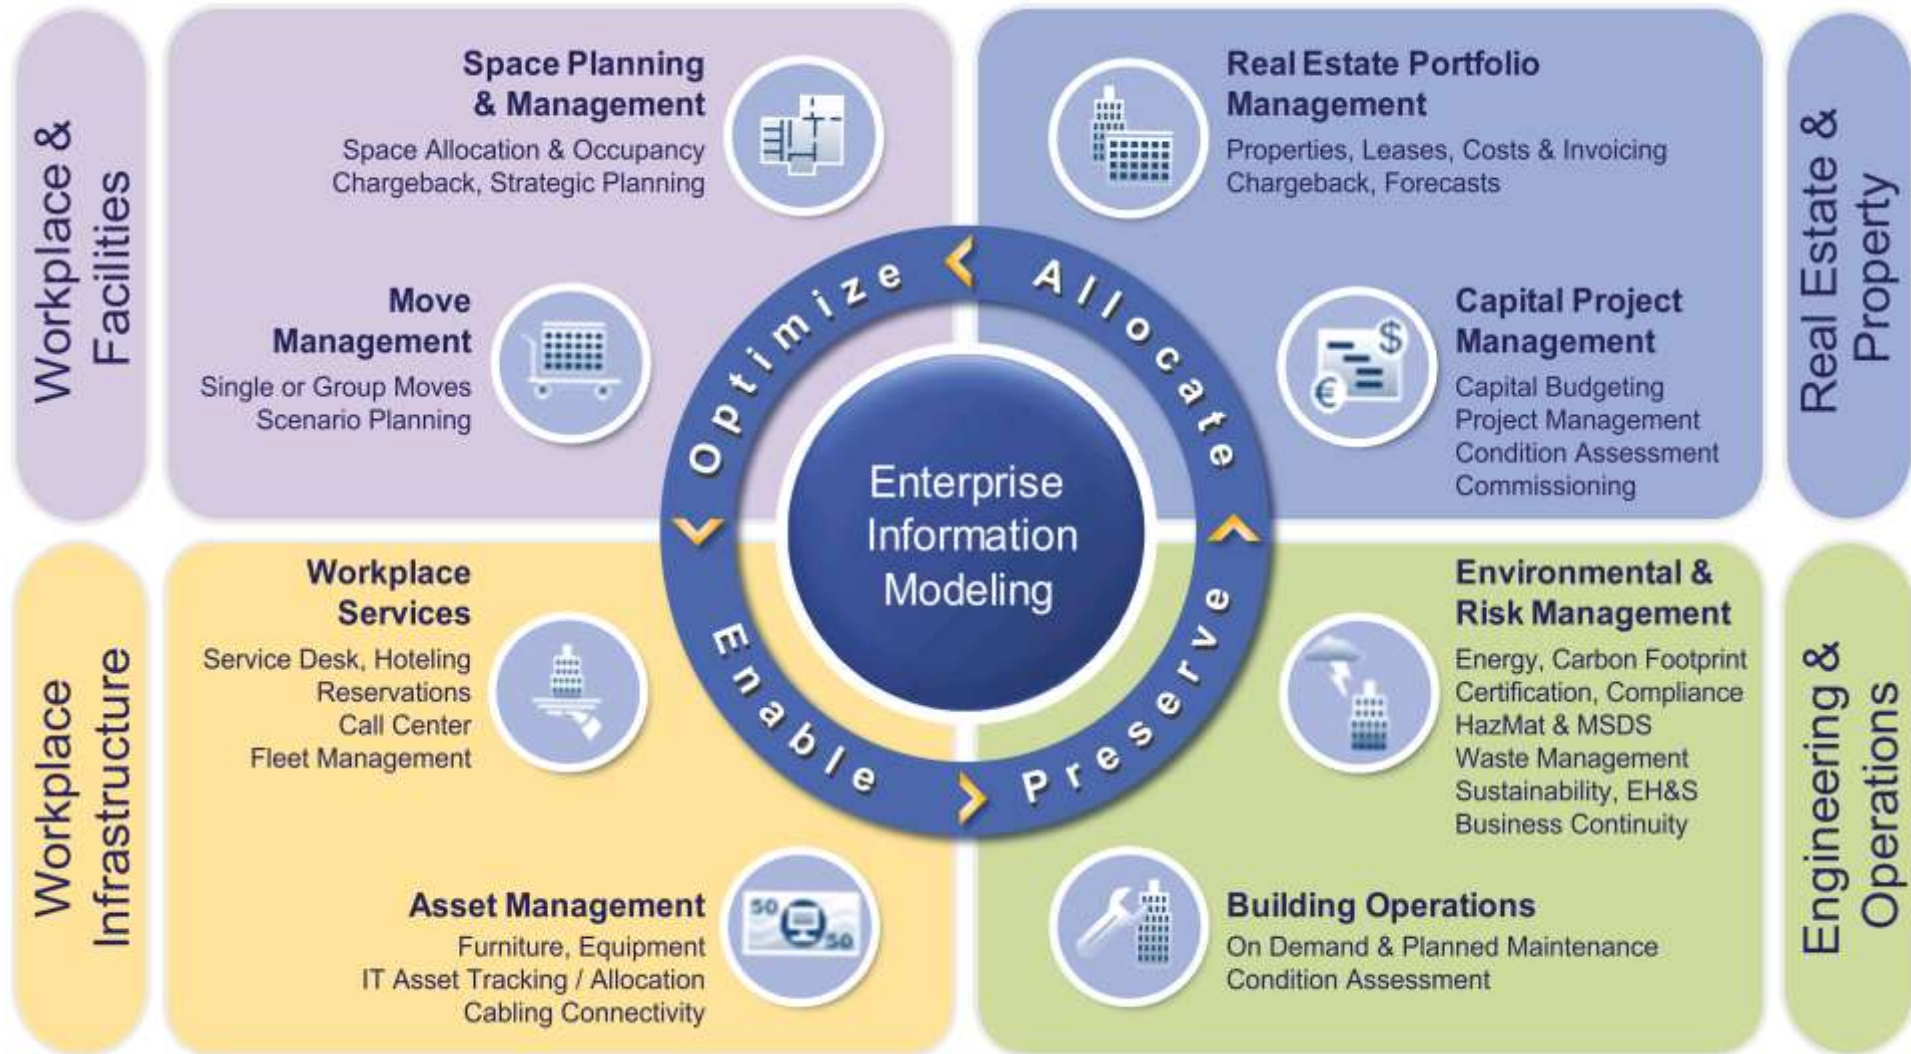 Workplace &
Facilities
Space Planning
& Management
Space Allocation & Occupancy
Chargeback, Strategic Planning
Move
Management
Single or Group Moves
Scenario Planning
Real Estate Portfolio
Management
Properties, Leases, Costs & Invoicing
Chargeback, Forecasts
Capital Project
Management
Capital Budgeting
Project Management
Condition Assessment
Commissioning
$
€
Real Estate &
Property
Optimize
Allocate
Enterprise
Information
Modeling
Enable
Preserve
Workplace
Infrastructure
Workplace
Services
Service Desk, Hoteling
Reservations
Call Center
Fleet Management
Asset Management
Furniture, Equipment
IT Asset Tracking / Allocation
Cabling Connectivity
50
50
Environmental &
Risk Management
Energy, Carbon Footprint
Certification, Compliance
HazMat & MSDS
Waste Management
Sustainability, EH&S
Business Continuity
Building Operations
On Demand & Planned Maintenance
Condition Assessment
Engineering &
Operations